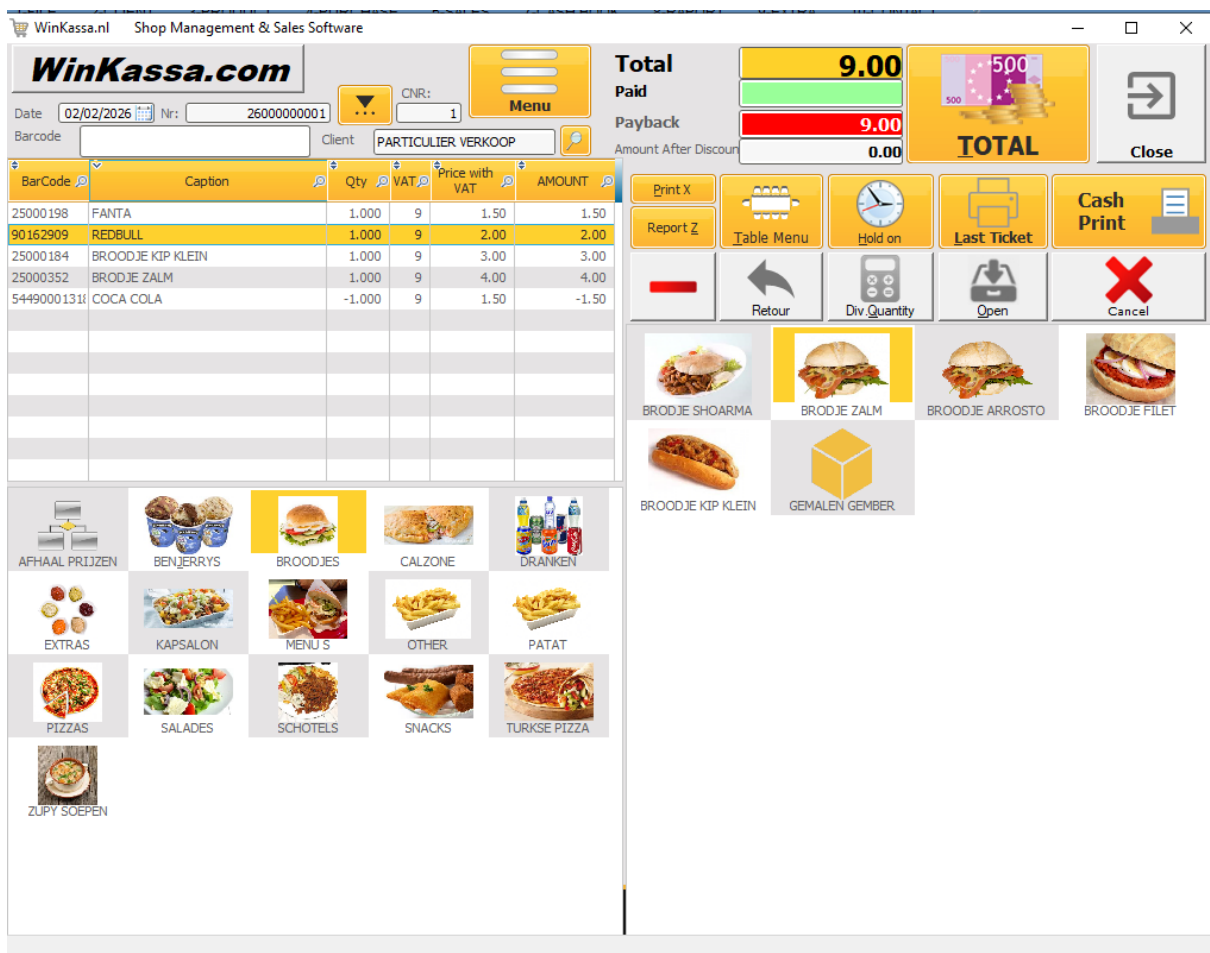 WinKassa.nl Shop Management & Sales Software
WinKassa.com
Menu
Date 02/02/2026 Nr: 26000000001
CNR: 1
Barcode
Client PARTICULIER VERKOOP
Total 9.00
Paid
Payback 9.00
Amount After Discoun 0.00
500
500
TOTAL
Close
BarCode Caption Qty VAT Price with VAT AMOUNT
25000198 FANTA 1.000 9 1.50 1.50
90162909 REDBULL 1.000 9 2.00 2.00
25000184 BROODJE KIP KLEIN 1.000 9 3.00 3.00
25000352 BRODJE ZALM 1.000 9 4.00 4.00
5449000131 COCA COLA -1.000 9 1.50 -1.50
Print X
Report Z
Table Menu
Hold on
Last Ticket
Cash Print
Retour
Div.Quantity
Open
Cancel
BRODJE SHOARMA BRODJE ZALM BROODJE ARROSTO BROODJE FILET
BROODJE KIP KLEIN GEMALEN GEMBER
AFHAAL PRIJZEN BENJERRYS BROODJES CALZONE DRANKEN
EXTRAS KAPSALON MENU S OTHER PATAT
PIZZAS SALADES SCHOTELS SNACKS TURKSE PIZZA
ZUPY SOEPEN